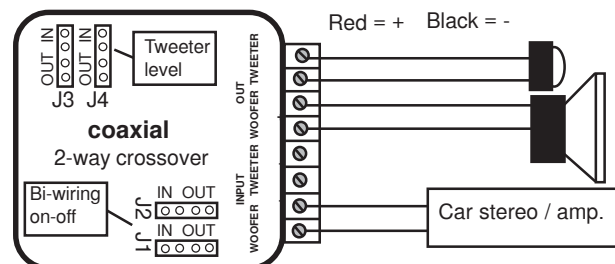 Red = + Black = -
OUT IN
OUT IN
J3 J4
Tweeter
level
coaxial
2-way crossover
Bi-wiring
on-off
IN OUT
J2
IN OUT
J1
OUT
WOOFER TWEETER
INPUT
WOOFER TWEETER
Car stereo / amp.